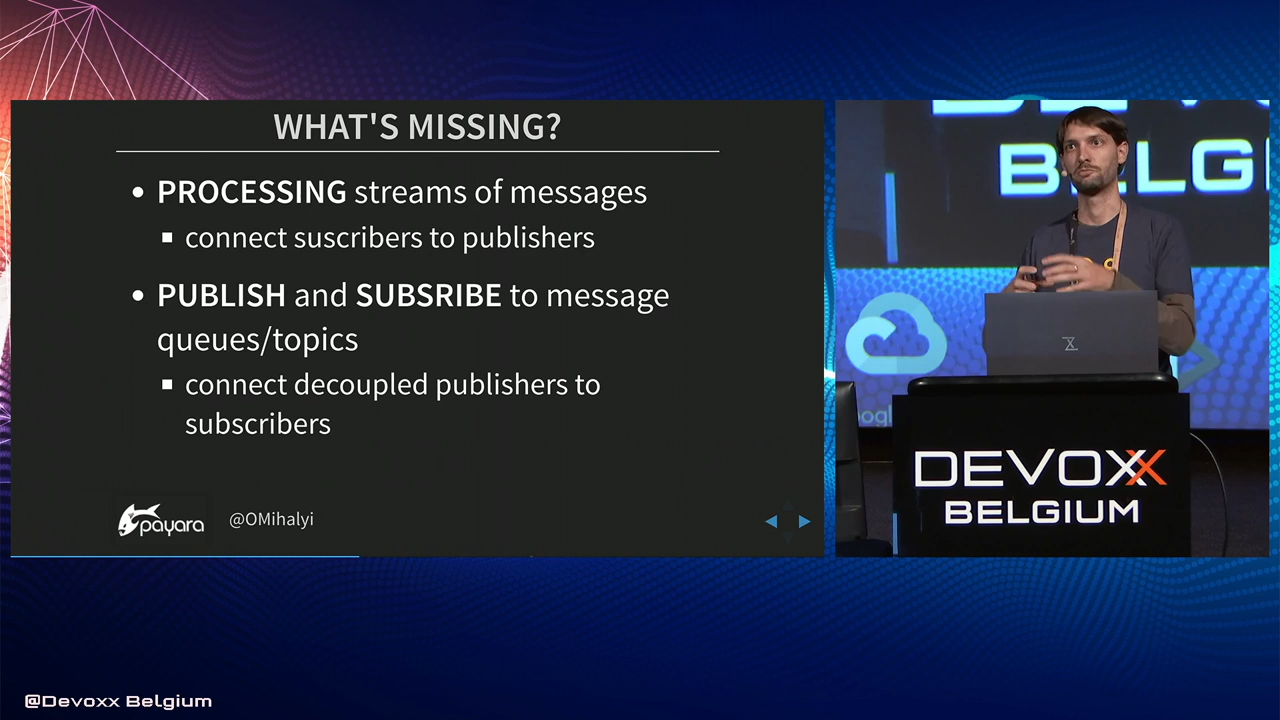 WHAT'S MISSING?
PROCESSING streams of messages
connect suscribers to publishers
PUBLISH and SUBSRIBE to message
queues/topics
connect decoupled publishers to
subscribers
payara
@OMihalyi
BELG
DEVOXX
BELGIUM
@Devoxx Belgium